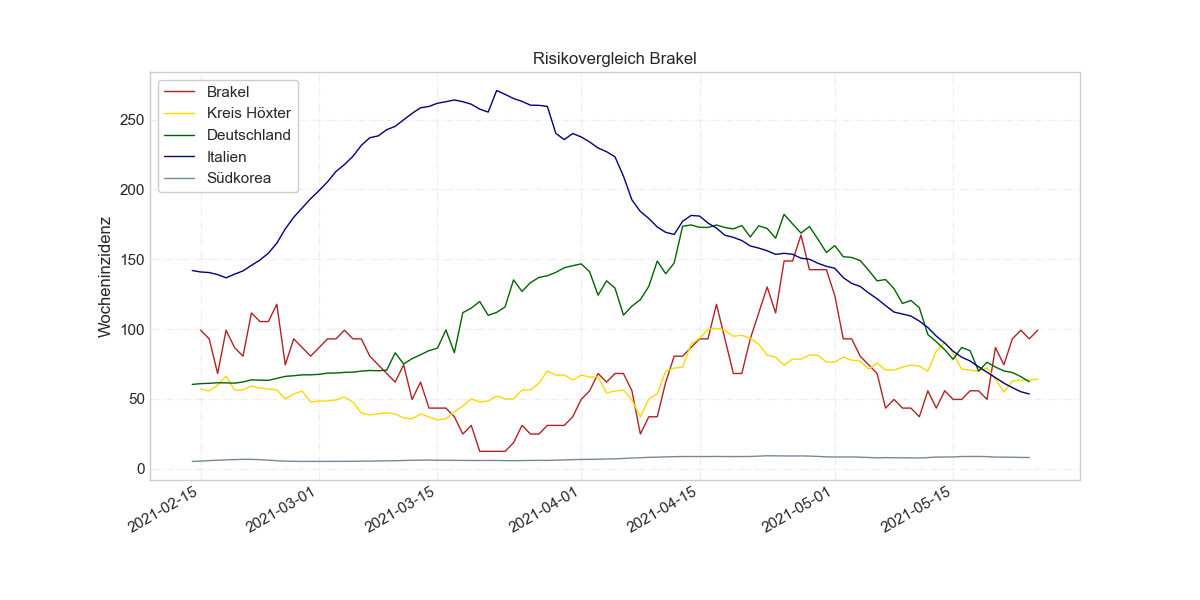 Risikovergleich Brakel
Brakel
Kreis Höxter
Deutschland
Italien
Südkorea
Wocheninzidenz
250
200
150
100
50
0
2021-02-15
2021-03-01
2021-03-15
2021-04-01
2021-04-15
2021-05-01
2021-05-15